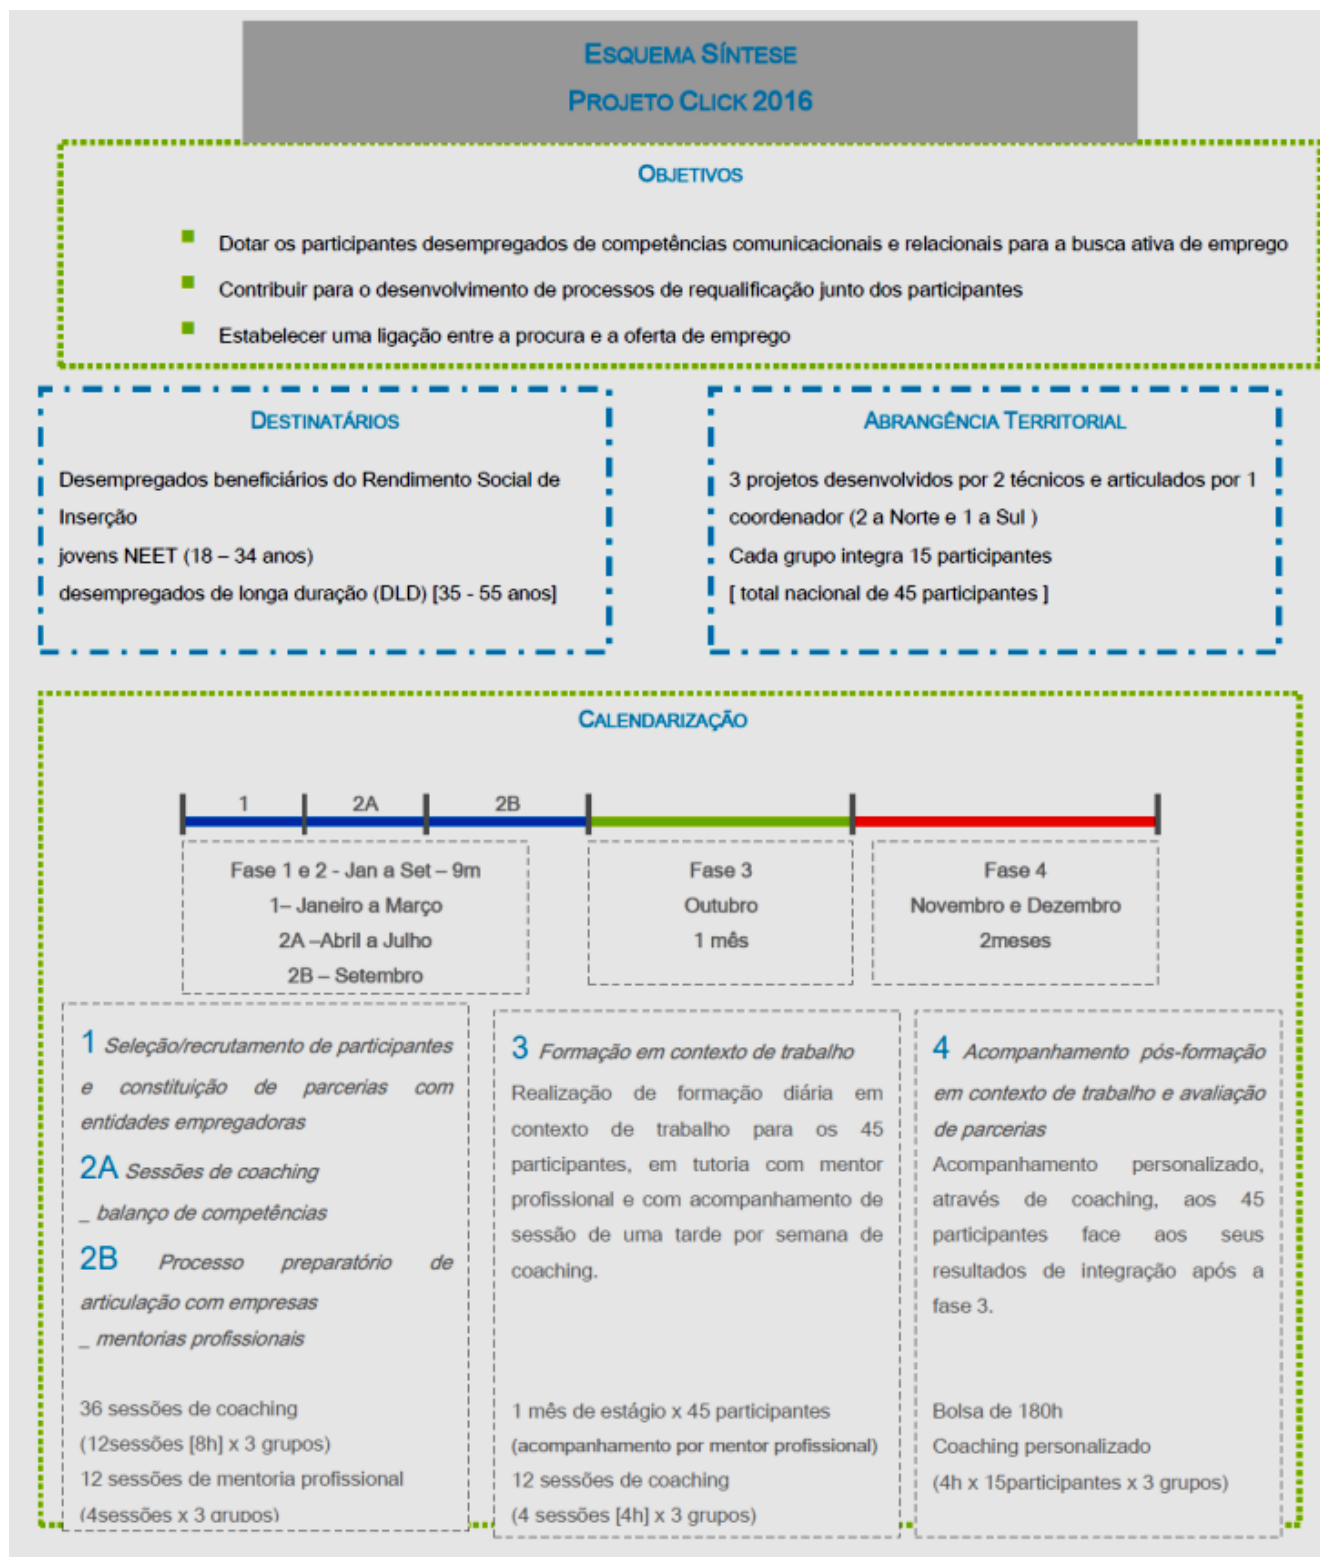 ESQUEMA SÍNTESE
PROJETO CLICK 2016
OBJETIVOS
Dotar os participantes desempregados de competências comunicacionais e relacionais para a busca ativa de emprego
Contribuir para o desenvolvimento de processos de requalificação junto dos participantes
Estabelecer uma ligação entre a procura e a oferta de emprego
DESTINATÁRIOS
Desempregados beneficiários do Rendimento Social de
Inserção
jovens NEET (18 – 34 anos)
desempregados de longa duração (DLD) [35 - 55 anos]
ABRANGÊNCIA TERRITORIAL
3 projetos desenvolvidos por 2 técnicos e articulados por 1
coordenador (2 a Norte e 1 a Sul )
Cada grupo integra 15 participantes
[ total nacional de 45 participantes ]
CALENDARIZAÇÃO
1 2A 2B
Fase 1 e 2 - Jan a Set – 9m
1– Janeiro a Março
2A –Abril a Julho
2B – Setembro
Fase 3
Outubro
1 mês
Fase 4
Novembro e Dezembro
2meses
1 Seleção/recrutamento de participantes
e constituição de parcerias com
entidades empregadoras
2A Sessões de coaching
_ balanço de competências
2B Processo preparatório de
articulação com empresas
_ mentorias profissionais
36 sessões de coaching
(12sessões [8h] x 3 grupos)
12 sessões de mentoria profissional
(4sessões x 3 grupos)
3 Formação em contexto de trabalho
Realização de formação diária em
contexto de trabalho para os 45
participantes, em tutoria com mentor
profissional e com acompanhamento de
sessão de uma tarde por semana de
coaching.
1 mês de estágio x 45 participantes
(acompanhamento por mentor profissional)
12 sessões de coaching
(4 sessões [4h] x 3 grupos)
4 Acompanhamento pós-formação
em contexto de trabalho e avaliação
de parcerias
Acompanhamento personalizado,
através de coaching, aos 45
participantes face aos seus
resultados de integração após a
fase 3.
Bolsa de 180h
Coaching personalizado
(4h x 15participantes x 3 grupos)